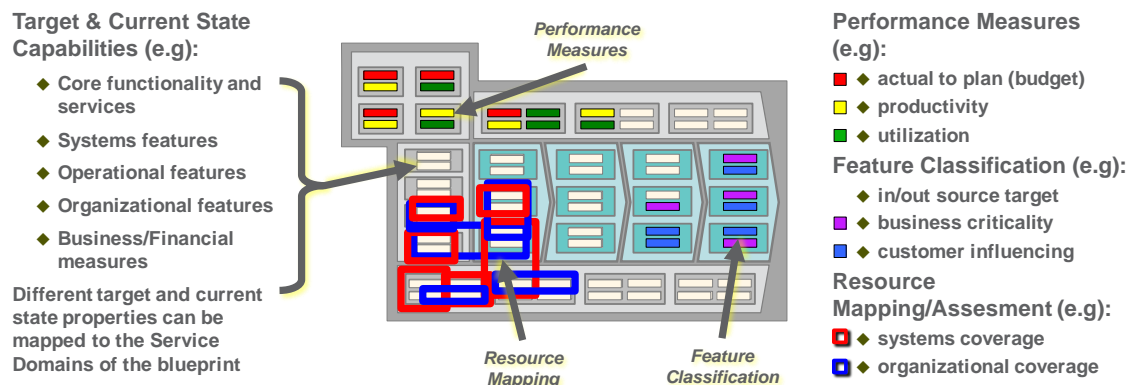 Target & Current State
Capabilities (e.g):
◆ Core functionality and
services
◆ Systems features
◆ Operational features
◆ Organizational features
◆ Business/Financial
measures
Different target and current
state properties can be
mapped to the Service
Domains of the blueprint
Performance
Measures
Resource
Mapping
Feature
Classification
Performance Measures
(e.g):
◆ actual to plan (budget)
◆ productivity
◆ utilization
Feature Classification (e.g):
◆ in/out source target
◆ business criticality
◆ customer influencing
Resource
Mapping/Assesment (e.g):
◆ systems coverage
◆ organizational coverage